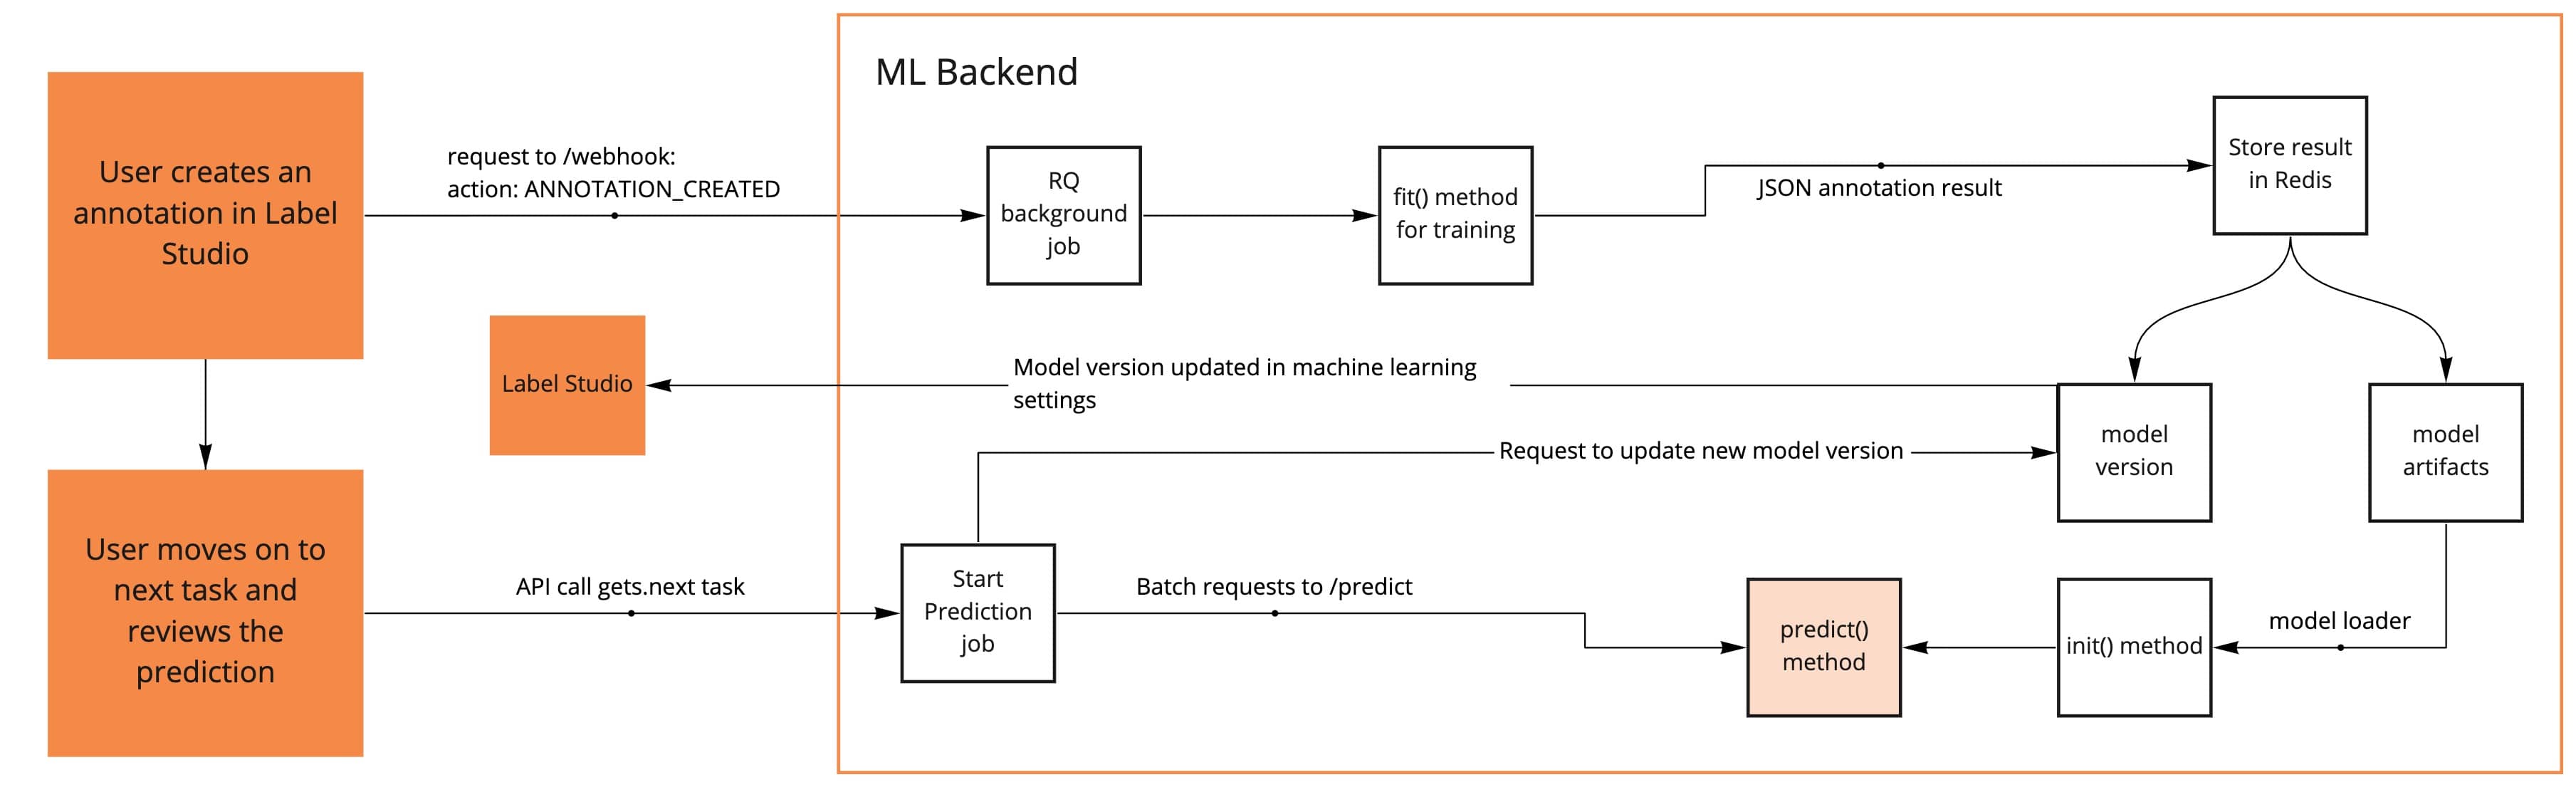 ML Backend
User creates an
annotation in Label
Studio
request to /webhook:
action: ANNOTATION_CREATED
RQ
background
job
fit() method
for training
JSON annotation result
Store result
in Redis
Label Studio
Model version updated in machine learning
settings
model
version
model
artifacts
Request to update new model version
User moves on to
next task and
reviews the
prediction
API call gets.next task
Start
Prediction
job
Batch requests to /predict
predict()
method
init() method
model loader